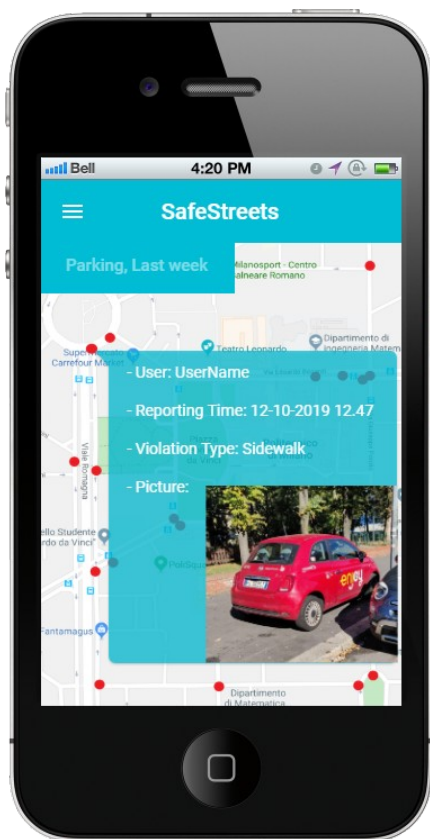 Bell
4:20 PM
SafeStreets
Parking, Last week
Milanosport - Centro
Balneare Romano
Teatro Leonardo
Dipartimento di
Ingegneria Matem
Supermercato
Carrefour Market
- User: UserName
- Reporting Time: 12-10-2019 12.47
- Violation Type: Sidewalk
- Picture:
enjoy
Viale Romagna
ello Studente
rdo da Vinci"
Fantamagus
Dipartimento
di Matematica